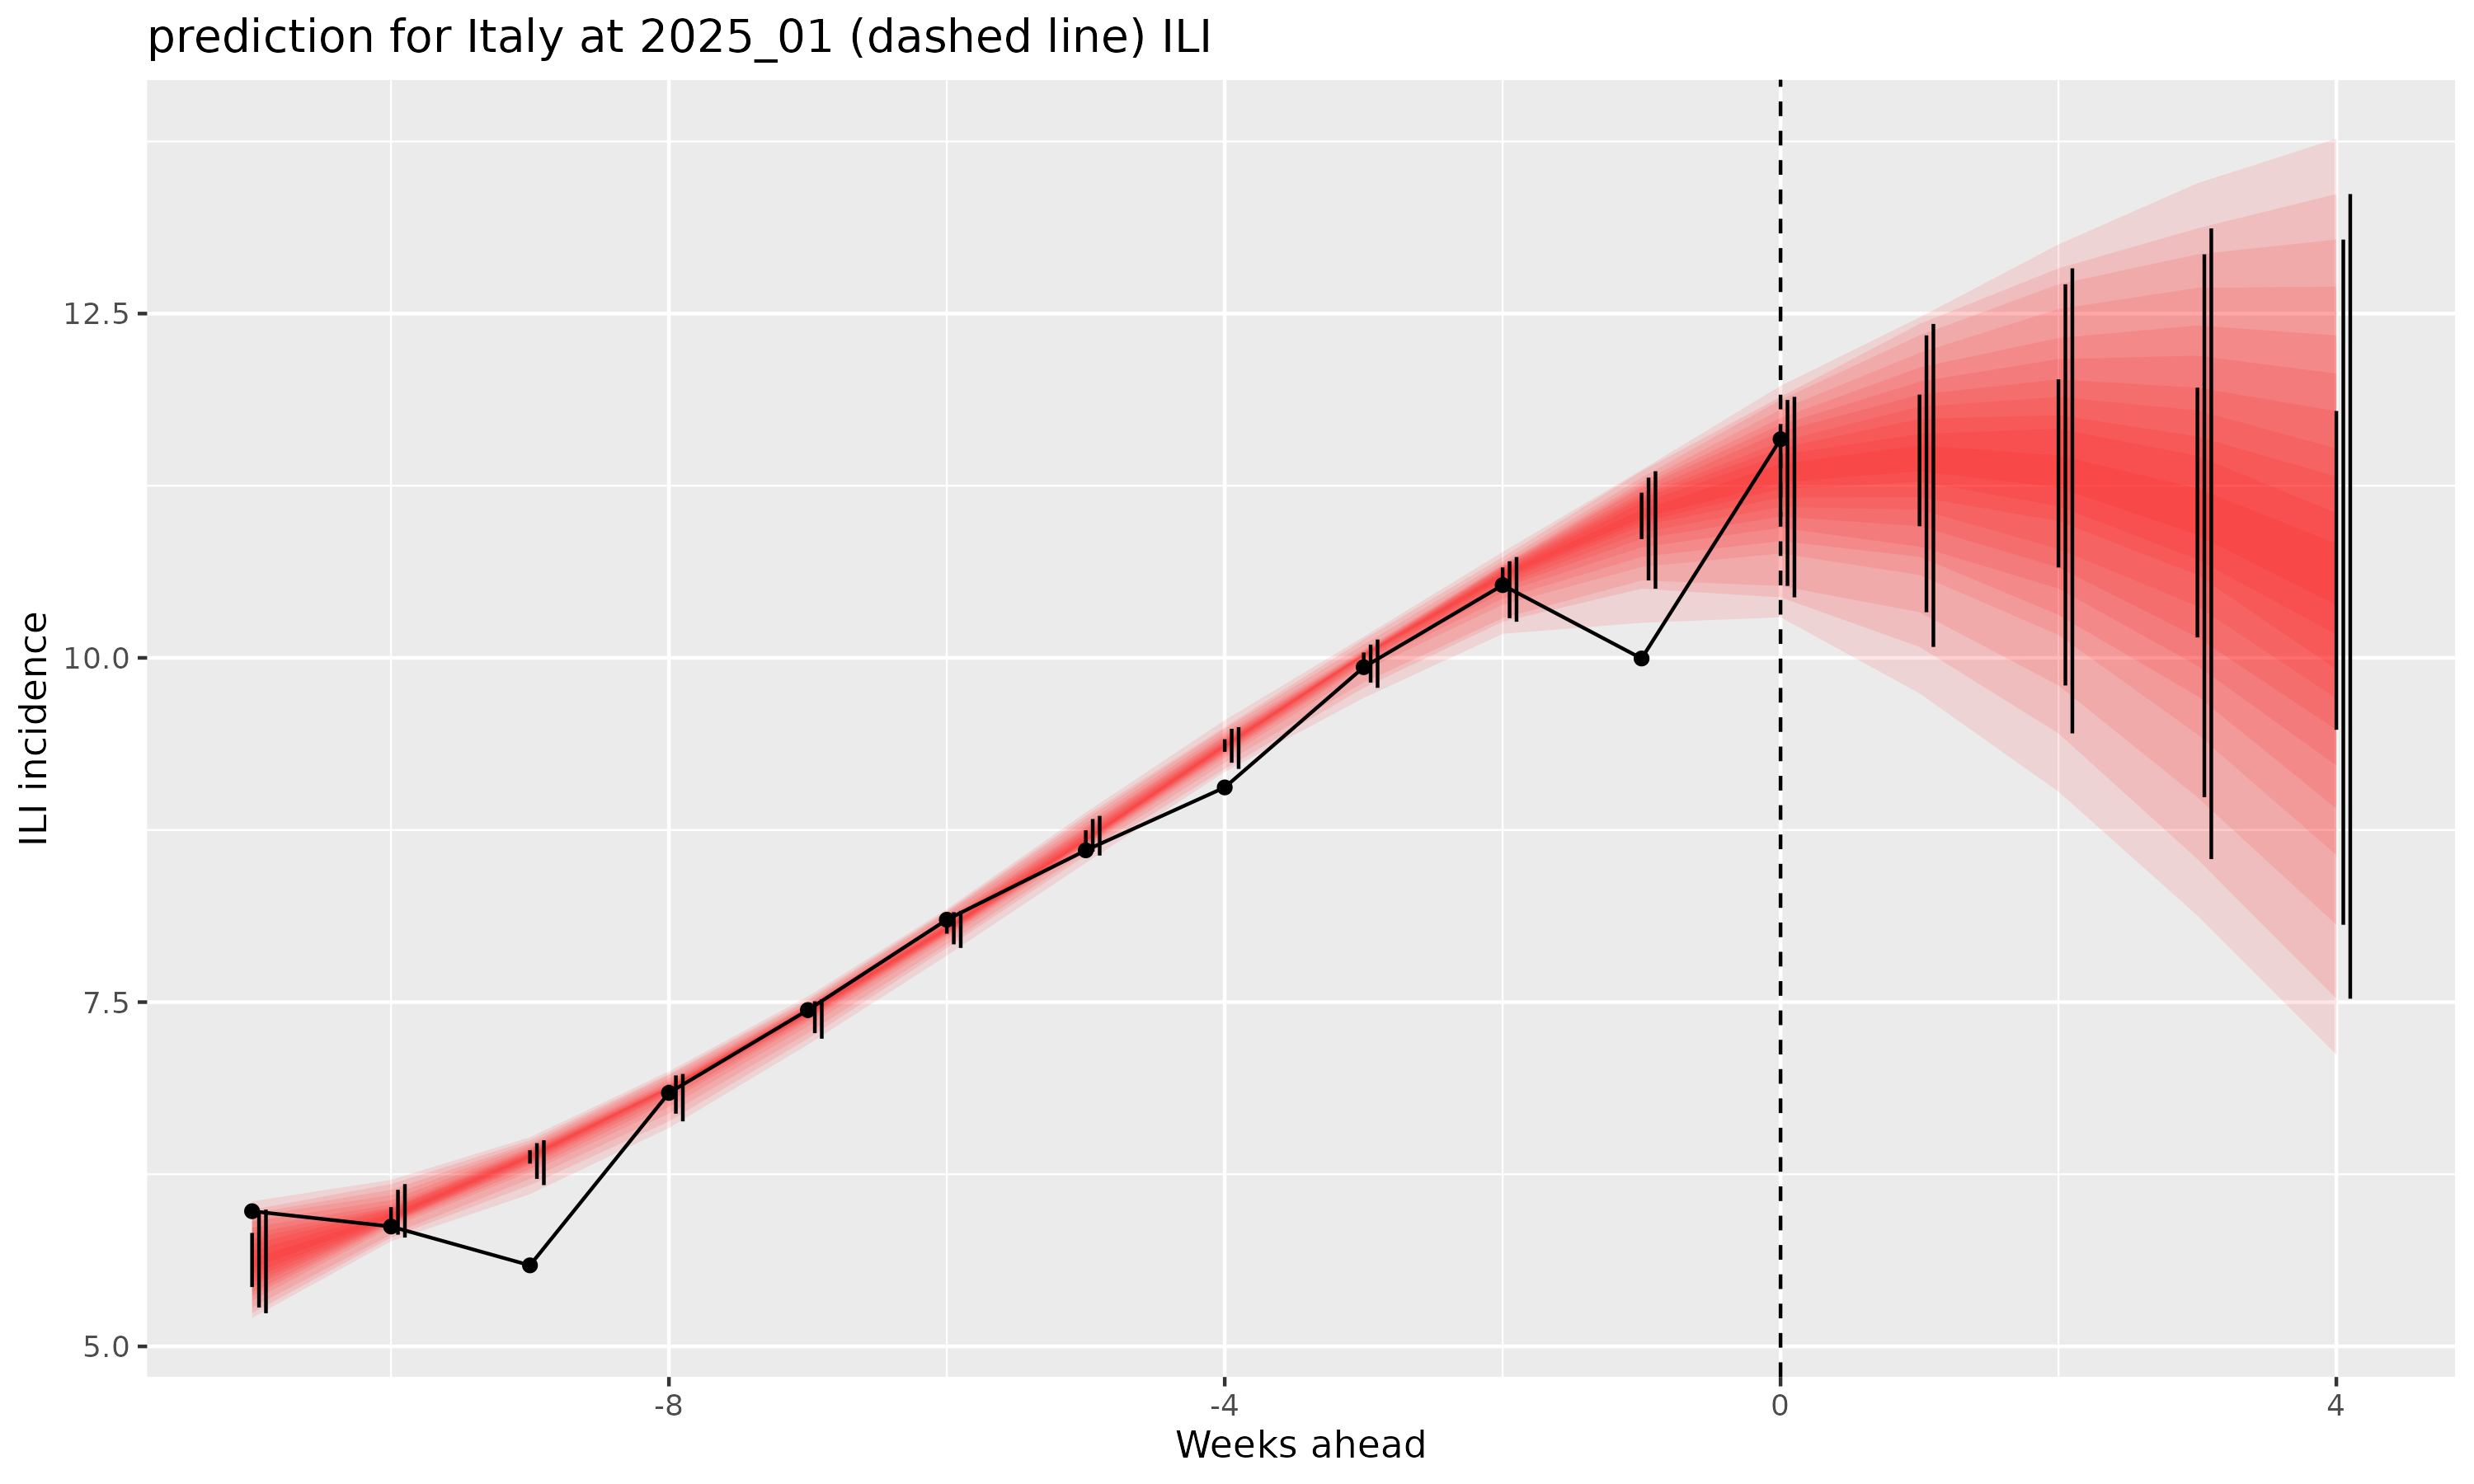 prediction for Italy at 2025_01 (dashed line) ILI
ILI incidence
12.5
10.0
7.5
5.0
-8
-4
0
4
Weeks ahead